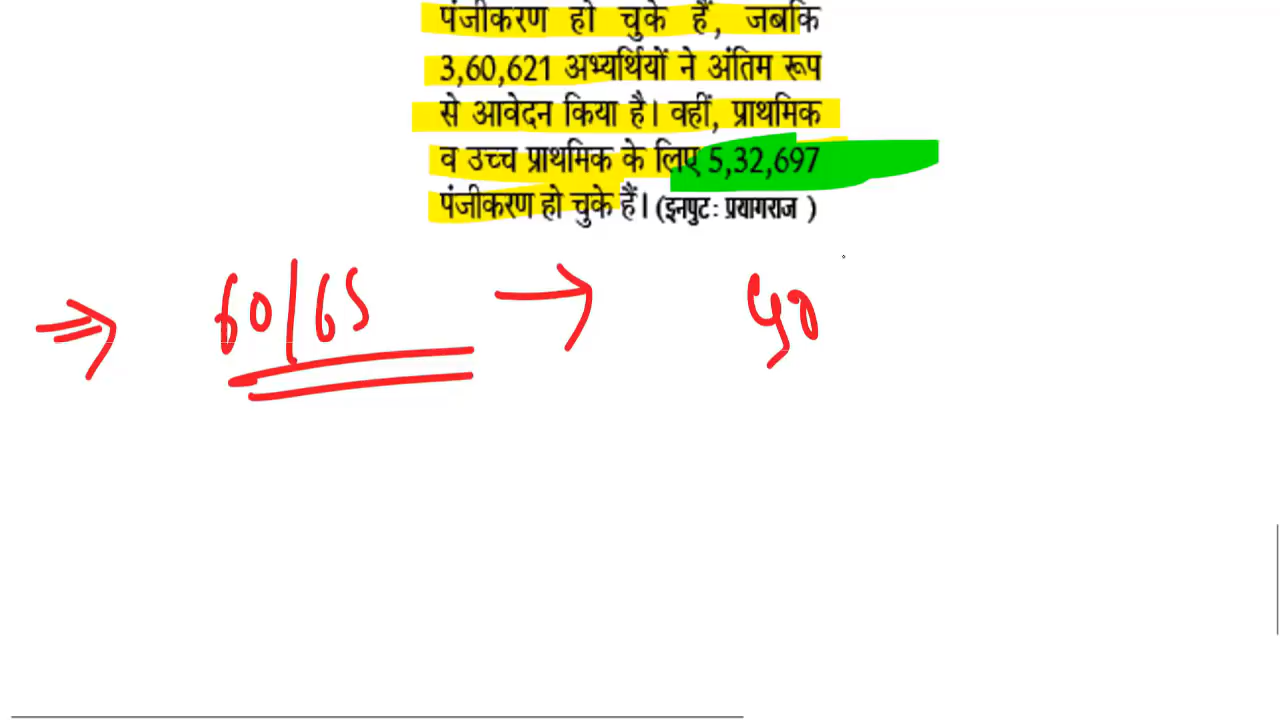 पंजीकरण हो चुके हैं, जबकि
3,60,621 अभ्यर्थियों ने अंतिम रूप
से आवेदन किया है। वहीं, प्राथमिक
व उच्च प्राथमिक के लिए 5,32,697
पंजीकरण हो चुके हैं। (इनपुटः प्रयागराज )
60/65